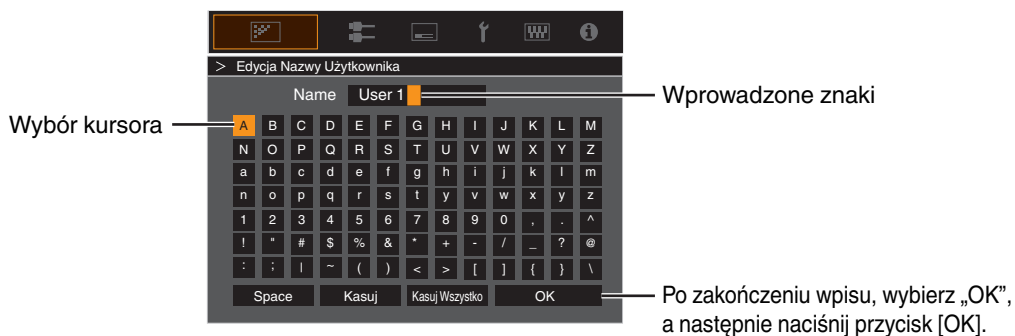 > Edycja Nazwy Użytkownika
Name User 1
Wprowadzone znaki
Wybór kursora
A B C D E F G H I J K L M
N O P Q R S T U V W X Y Z
a b c d e f g h i j k l m
n o p q r s t y v w x y z
1 2 3 4 5 6 7 8 9 0 , . ^
! " # $ % & * + - / _ ? @
: ; | ~ ( ) < > [ ] { } \
Space Kasuj Kasuj Wszystko OK
Po zakończeniu wpisu, wybierz „OK”,
a następnie naciśnij przycisk [OK].